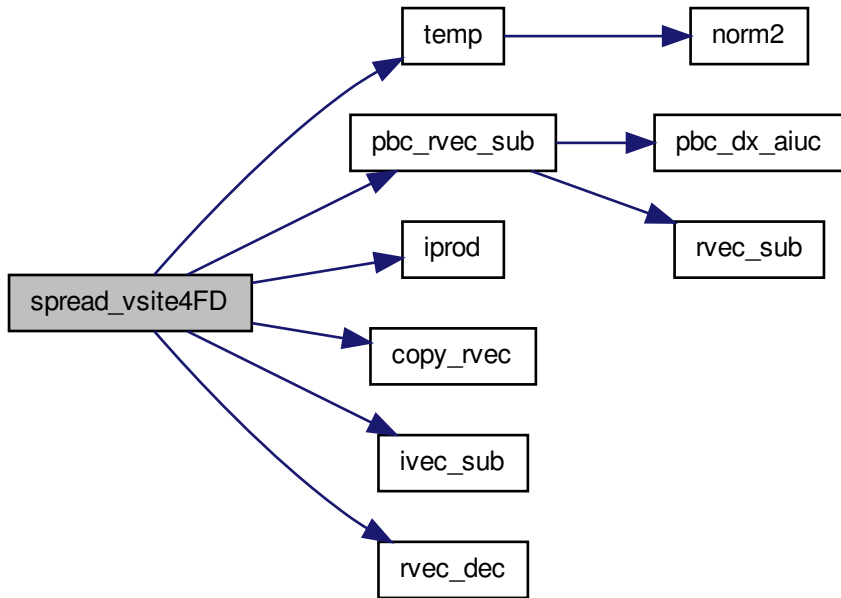 temp
norm2
pbc_rvec_sub
pbc_dx_aiuc
iprod
rvec_sub
spread_vsite4FD
copy_rvec
ivec_sub
rvec_dec